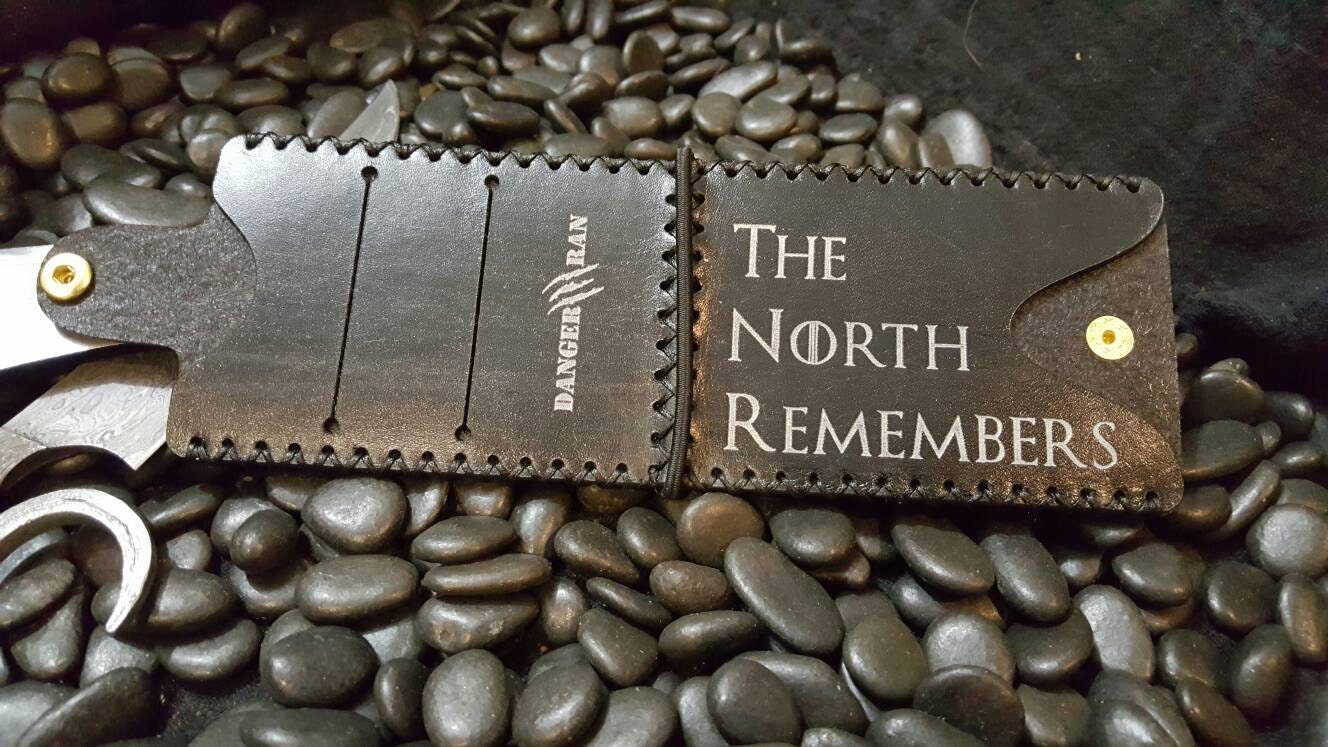 DANGER RAN
THE
NORTH
REMEMBERS